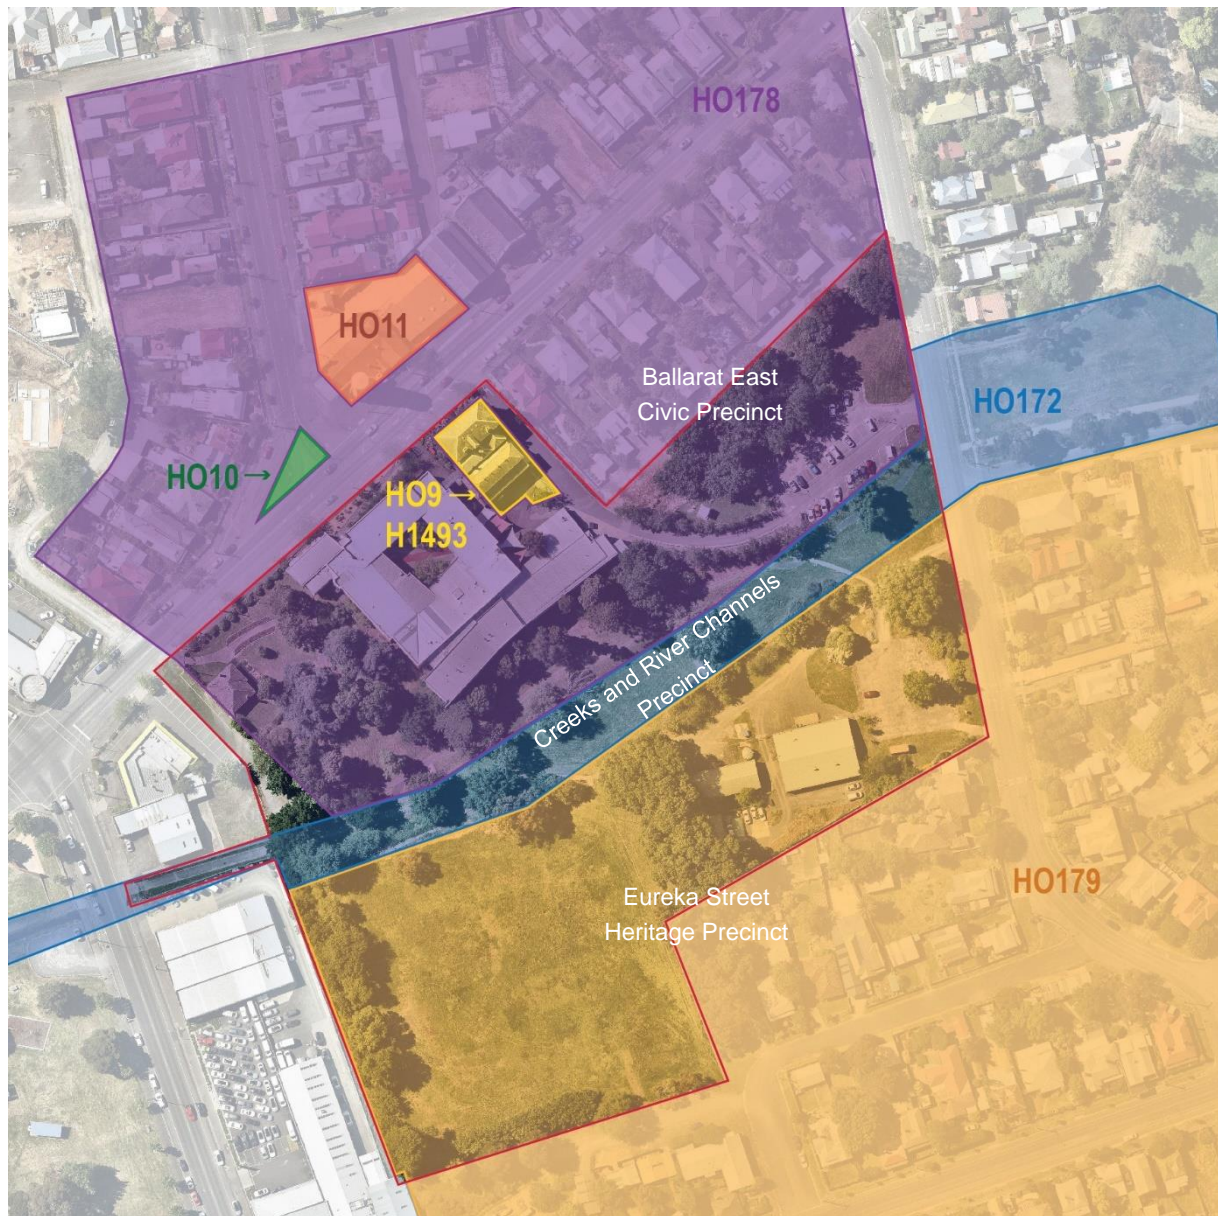 HO178
HO11
Ballarat East
Civic Precinct
HO172
HO10
HO9
H1493
Creeks and River Channels
Precinct
HO179
Eureka Street
Heritage Precinct